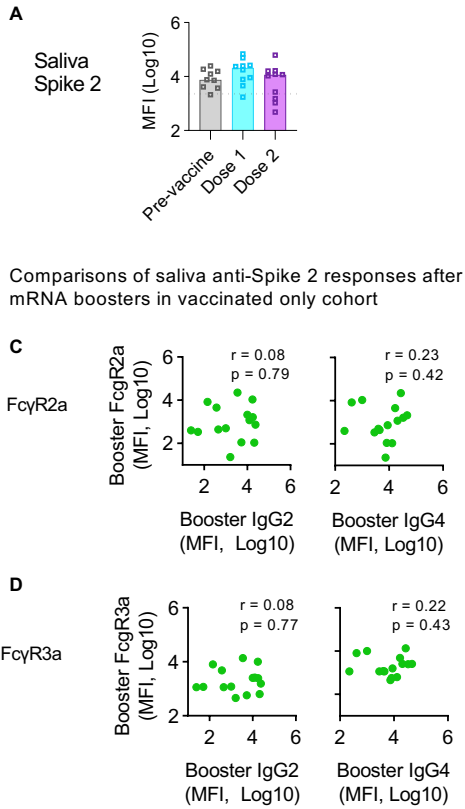 A
Saliva
Spike 2
MFI (Log10)
6
4
2
Pre-vaccine
Dose 1
Dose 2
Comparisons of saliva anti-Spike 2 responses after
mRNA boosters in vaccinated only cohort
C
FcγR2a
Booster FcgR2a
(MFI, Log10)
6
4
2
r = 0.08
p = 0.79
2 4 6
Booster IgG2
(MFI, Log10)
r = 0.23
p = 0.42
2 4 6
Booster IgG4
(MFI, Log10)
D
FcγR3a
Booster FcgR3a
(MFI, Log10)
6
4
2
r = 0.08
p = 0.77
2 4 6
Booster IgG2
(MFI, Log10)
r = 0.22
p = 0.43
2 4 6
Booster IgG4
(MFI, Log10)